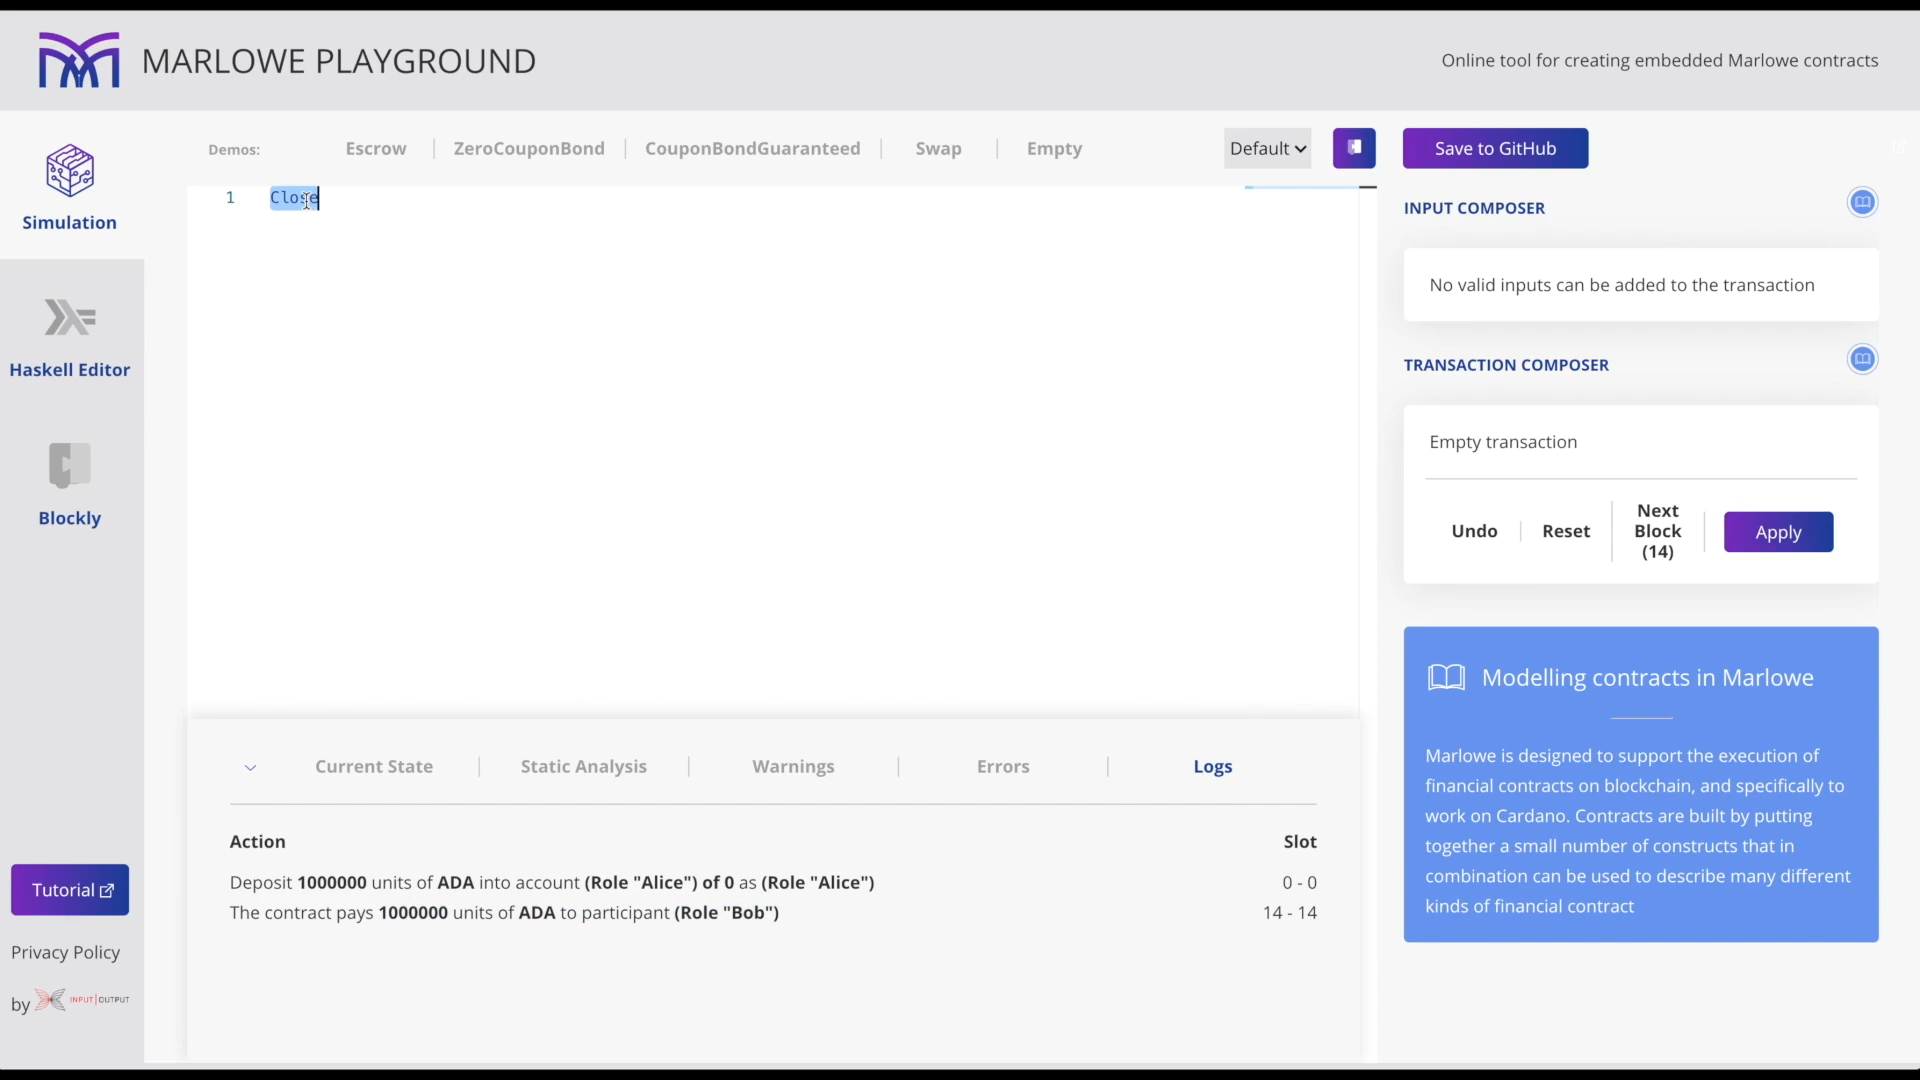 MARLOWE PLAYGROUND
Online tool for creating embedded Marlowe contracts
Demos: Escrow ZeroCouponBond CouponBondGuaranteed Swap Empty
Default
Save to GitHub
Simulation
Haskell Editor
Blockly
Tutorial
Privacy Policy
by INPUT|OUTPUT
1 Close
Current State Static Analysis Warnings Errors Logs
Action Slot
Deposit 1000000 units of ADA into account (Role "Alice") of 0 as (Role "Alice") 0 - 0
The contract pays 1000000 units of ADA to participant (Role "Bob") 14 - 14
INPUT COMPOSER
No valid inputs can be added to the transaction
TRANSACTION COMPOSER
Empty transaction
Undo Reset
Next
Block
(14)
Apply
Modelling contracts in Marlowe
Marlowe is designed to support the execution of
financial contracts on blockchain, and specifically to
work on Cardano. Contracts are built by putting
together a small number of constructs that in
combination can be used to describe many different
kinds of financial contract